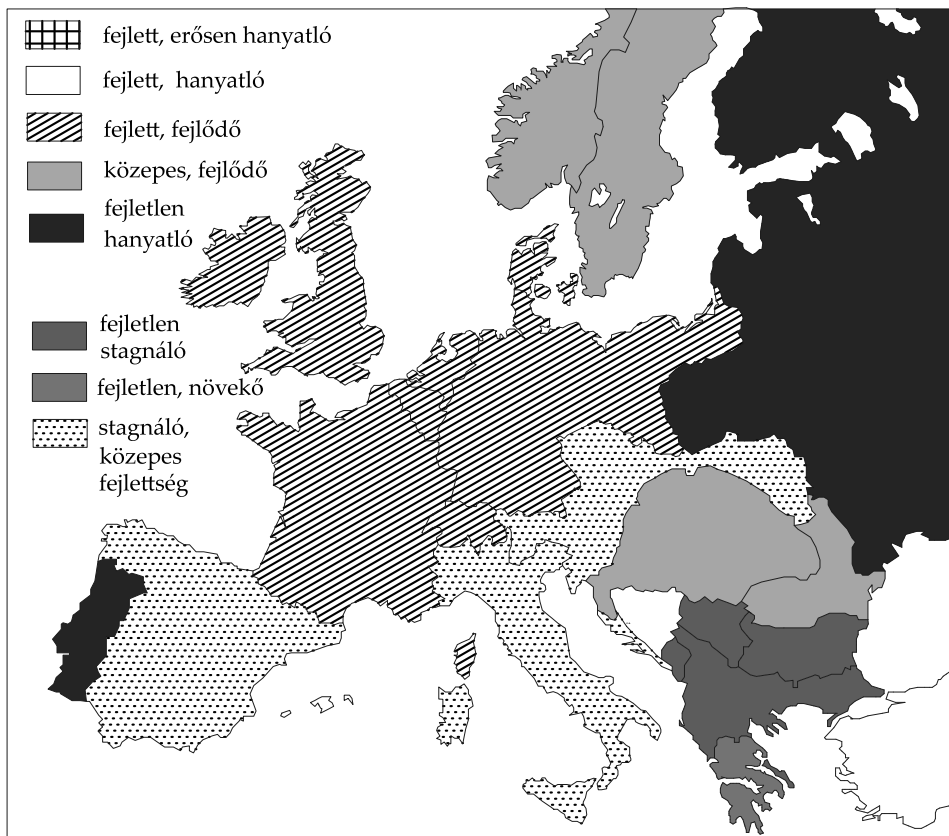 fejlett, erősen hanyatló
fejlett, hanyatló
fejlett, fejlődő
közepes, fejlődő
fejletlen
hanyatló
fejletlen
stagnáló
fejletlen, növekő
stagnáló,
közepes
fejlettség